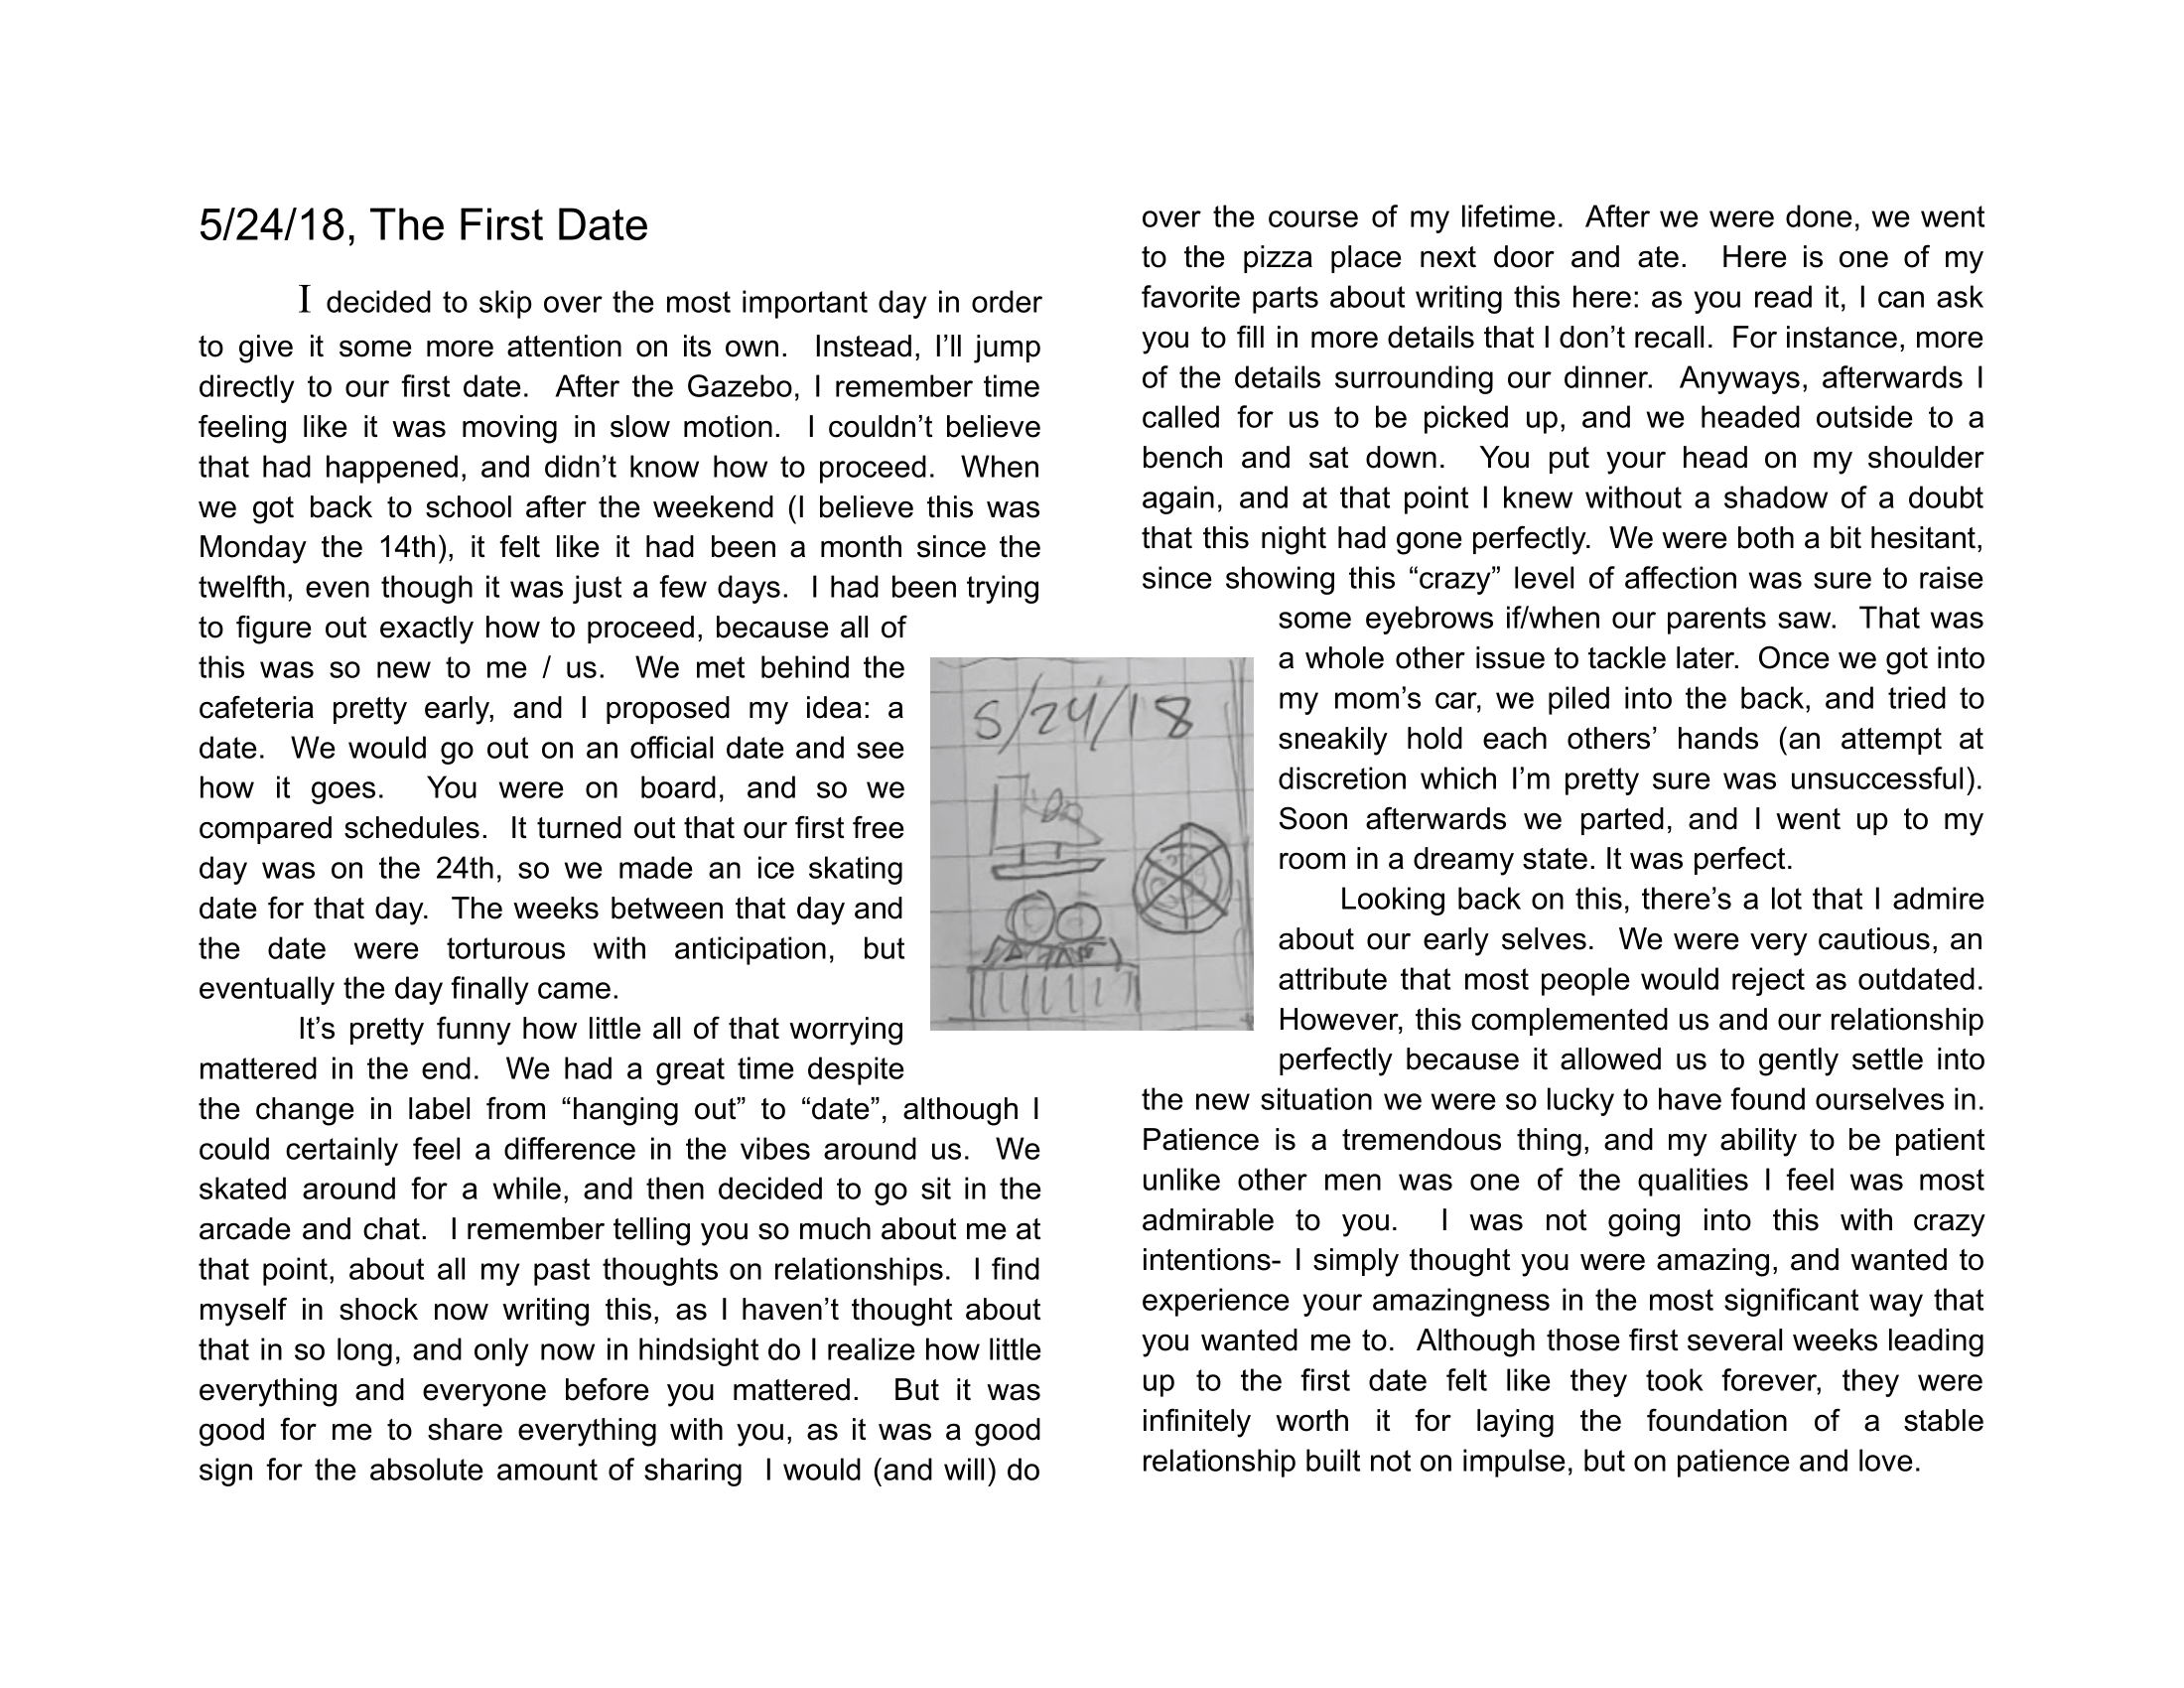 5/24/18, The First Date
I decided to skip over the most important day in order
to give it some more attention on its own.  Instead, I’ll jump
directly to our first date.  After the Gazebo, I remember time
feeling like it was moving in slow motion.  I couldn’t believe
that had happened, and didn’t know how to proceed.  When
we got back to school after the weekend (I believe this was
Monday the 14th), it felt like it had been a month since the
twelfth, even though it was just a few days.  I had been trying
to figure out exactly how to proceed, because all of
this was so new to me / us.  We met behind the
cafeteria pretty early, and I proposed my idea: a
date.  We would go out on an official date and see
how it goes.  You were on board, and so we
compared schedules.  It turned out that our first free
day was on the 24th, so we made an ice skating
date for that day.  The weeks between that day and
the date were torturous with anticipation, but
eventually the day finally came.
It’s pretty funny how little all of that worrying
mattered in the end.  We had a great time despite
the change in label from “hanging out” to “date”, although I
could certainly feel a difference in the vibes around us.  We
skated around for a while, and then decided to go sit in the
arcade and chat.  I remember telling you so much about me at
that point, about all my past thoughts on relationships.  I find
myself in shock now writing this, as I haven’t thought about
that in so long, and only now in hindsight do I realize how little
everything and everyone before you mattered.  But it was
good for me to share everything with you, as it was a good
sign for the absolute amount of sharing  I would (and will) do
5/24/18
over the course of my lifetime.  After we were done, we went
to the pizza place next door and ate.  Here is one of my
favorite parts about writing this here: as you read it, I can ask
you to fill in more details that I don’t recall.  For instance, more
of the details surrounding our dinner.  Anyways, afterwards I
called for us to be picked up, and we headed outside to a
bench and sat down.  You put your head on my shoulder
again, and at that point I knew without a shadow of a doubt
that this night had gone perfectly.  We were both a bit hesitant,
since showing this “crazy” level of affection was sure to raise
some eyebrows if/when our parents saw.  That was
a whole other issue to tackle later.  Once we got into
my mom’s car, we piled into the back, and tried to
sneakily hold each others’ hands (an attempt at
discretion which I’m pretty sure was unsuccessful).
Soon afterwards we parted, and I went up to my
room in a dreamy state. It was perfect.
Looking back on this, there’s a lot that I admire
about our early selves.  We were very cautious, an
attribute that most people would reject as outdated.
However, this complemented us and our relationship
perfectly because it allowed us to gently settle into
the new situation we were so lucky to have found ourselves in.
Patience is a tremendous thing, and my ability to be patient
unlike other men was one of the qualities I feel was most
admirable to you.  I was not going into this with crazy
intentions- I simply thought you were amazing, and wanted to
experience your amazingness in the most significant way that
you wanted me to.  Although those first several weeks leading
up to the first date felt like they took forever, they were
infinitely worth it for laying the foundation of a stable
relationship built not on impulse, but on patience and love.